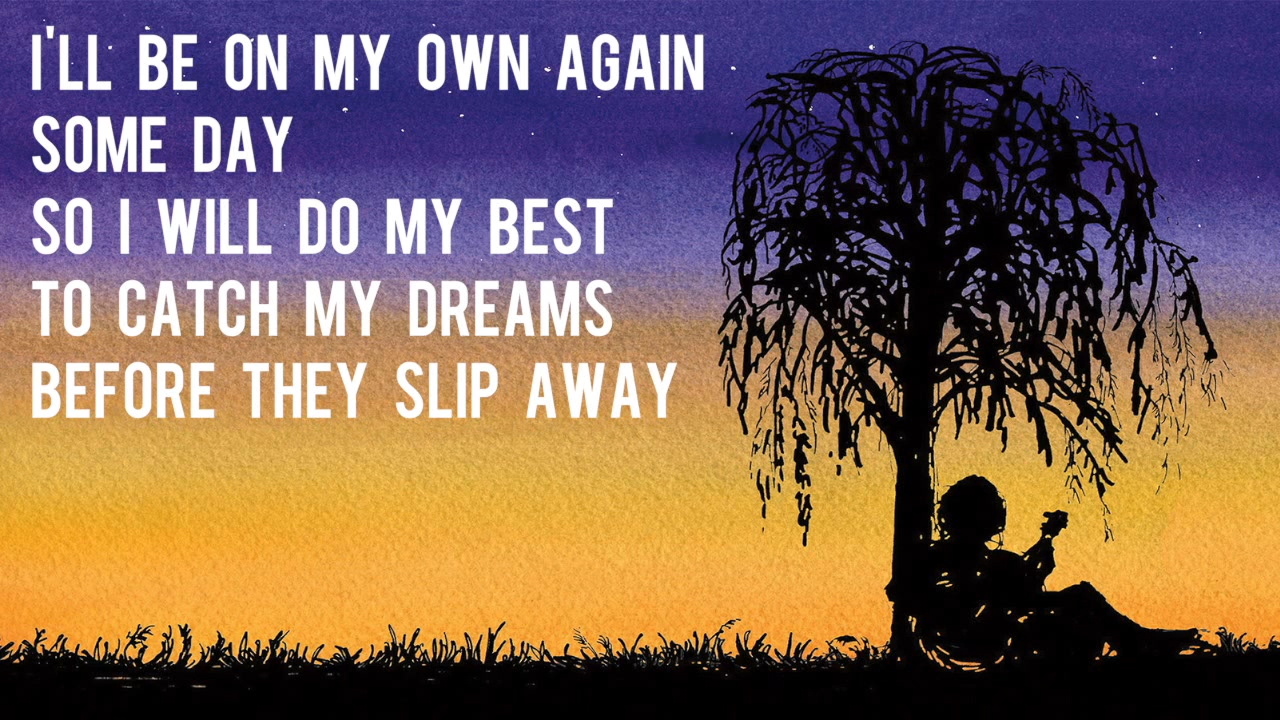 I'LL BE ON MY OWN AGAIN
SOME DAY
SO I WILL DO MY BEST
TO CATCH MY DREAMS
BEFORE THEY SLIP AWAY